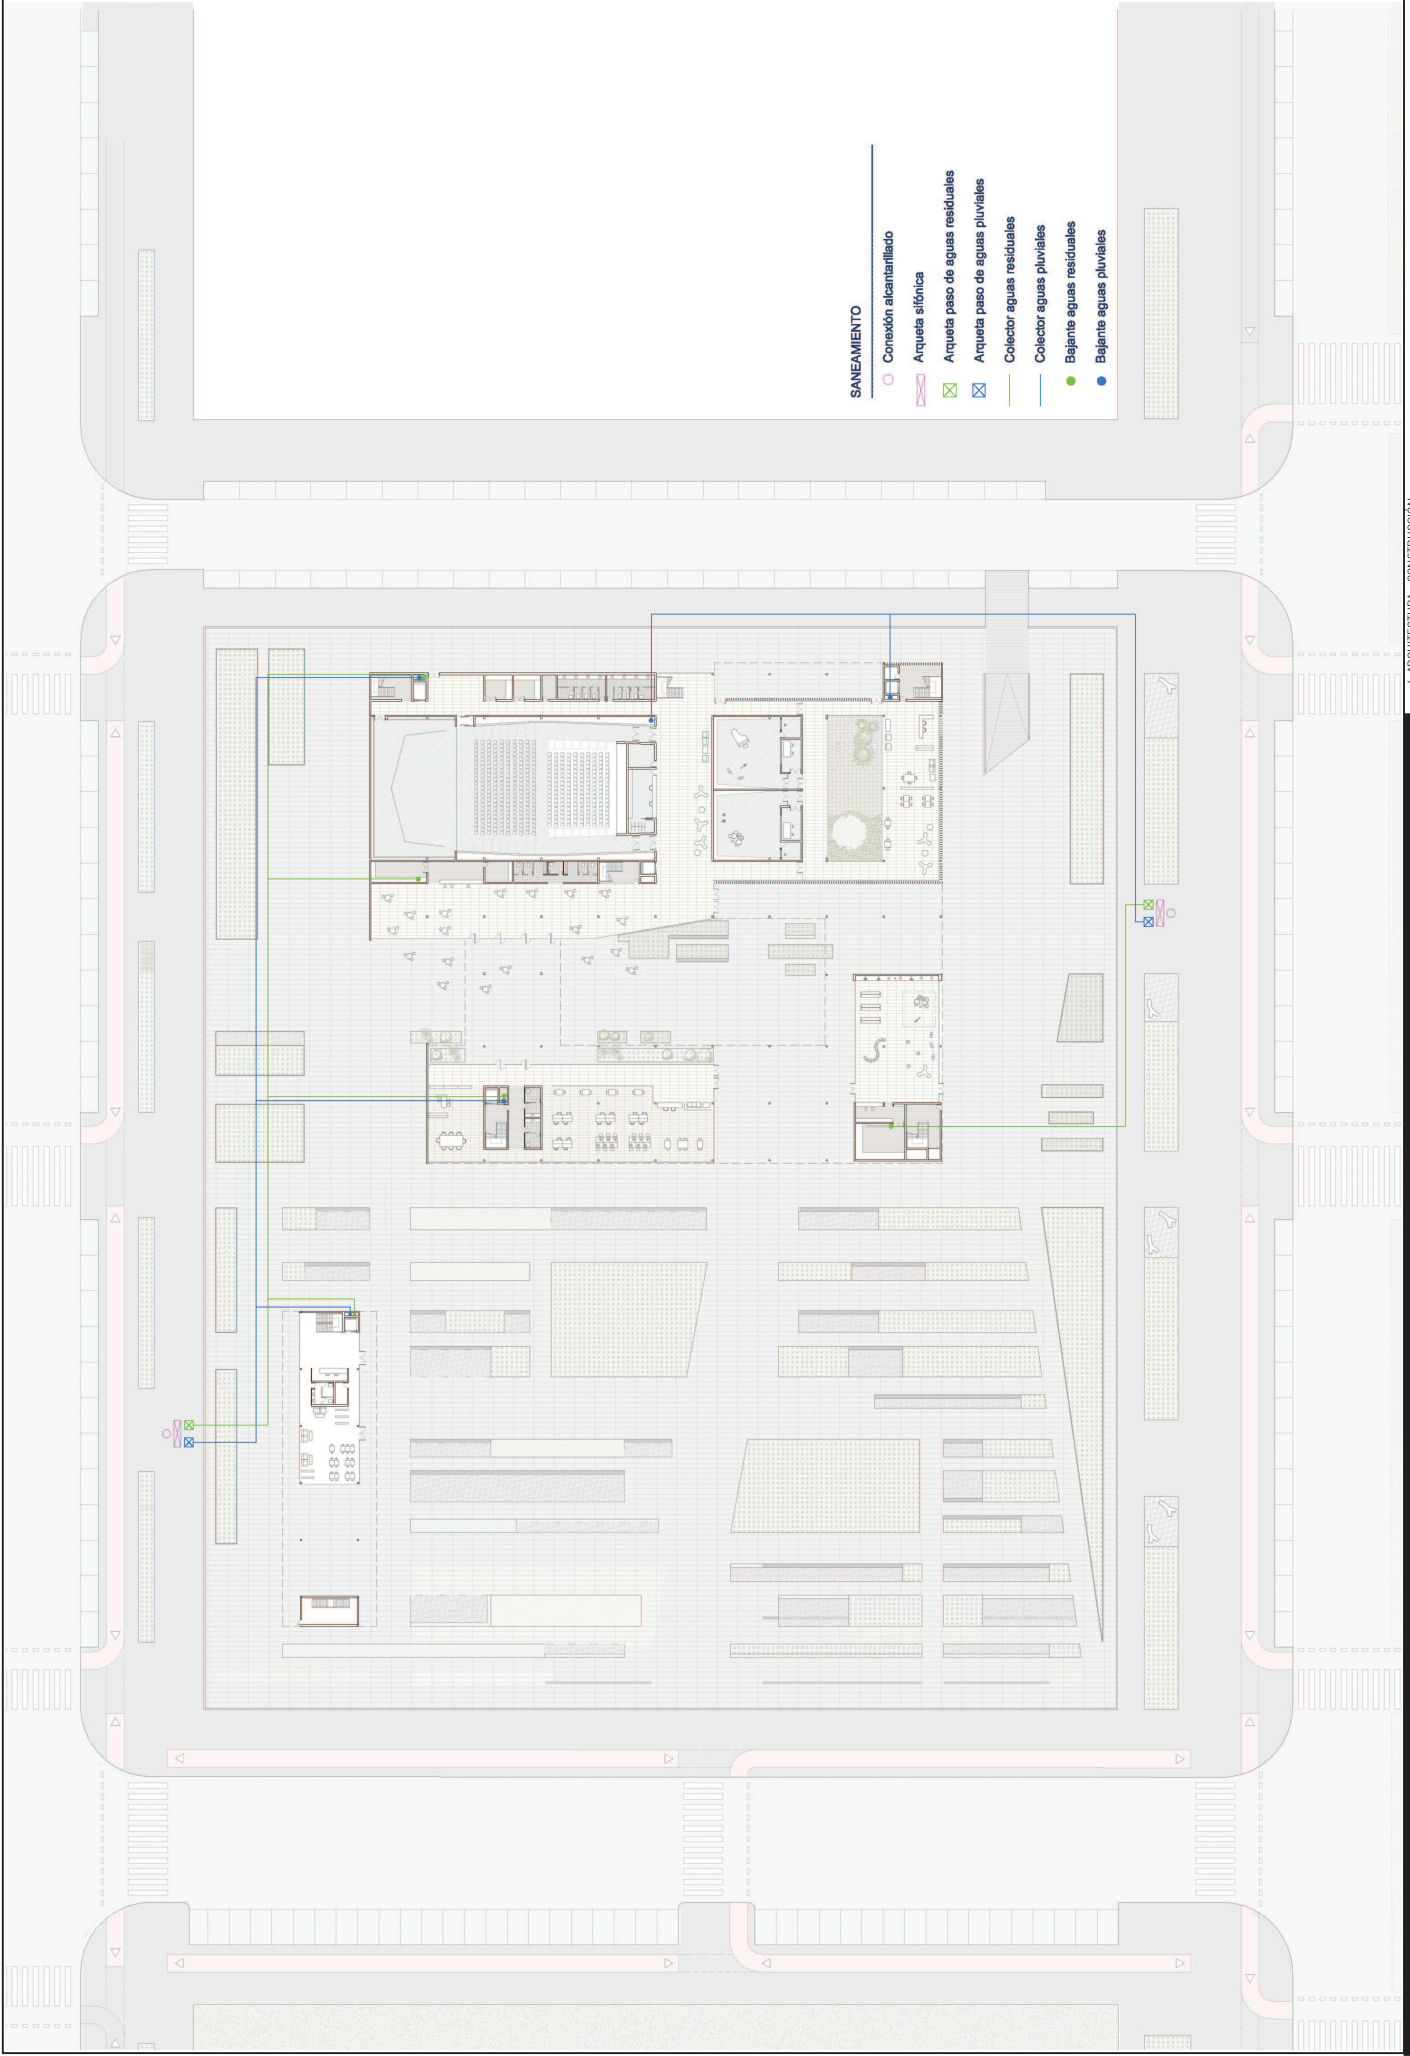 SANEAMIENTO
Conexión alcantarillado
Arqueta sifónica
Arqueta paso de aguas residuales
Arqueta paso de aguas pluviales
Colector aguas residuales
Colector aguas pluviales
Bajante aguas residuales
Bajante aguas pluviales